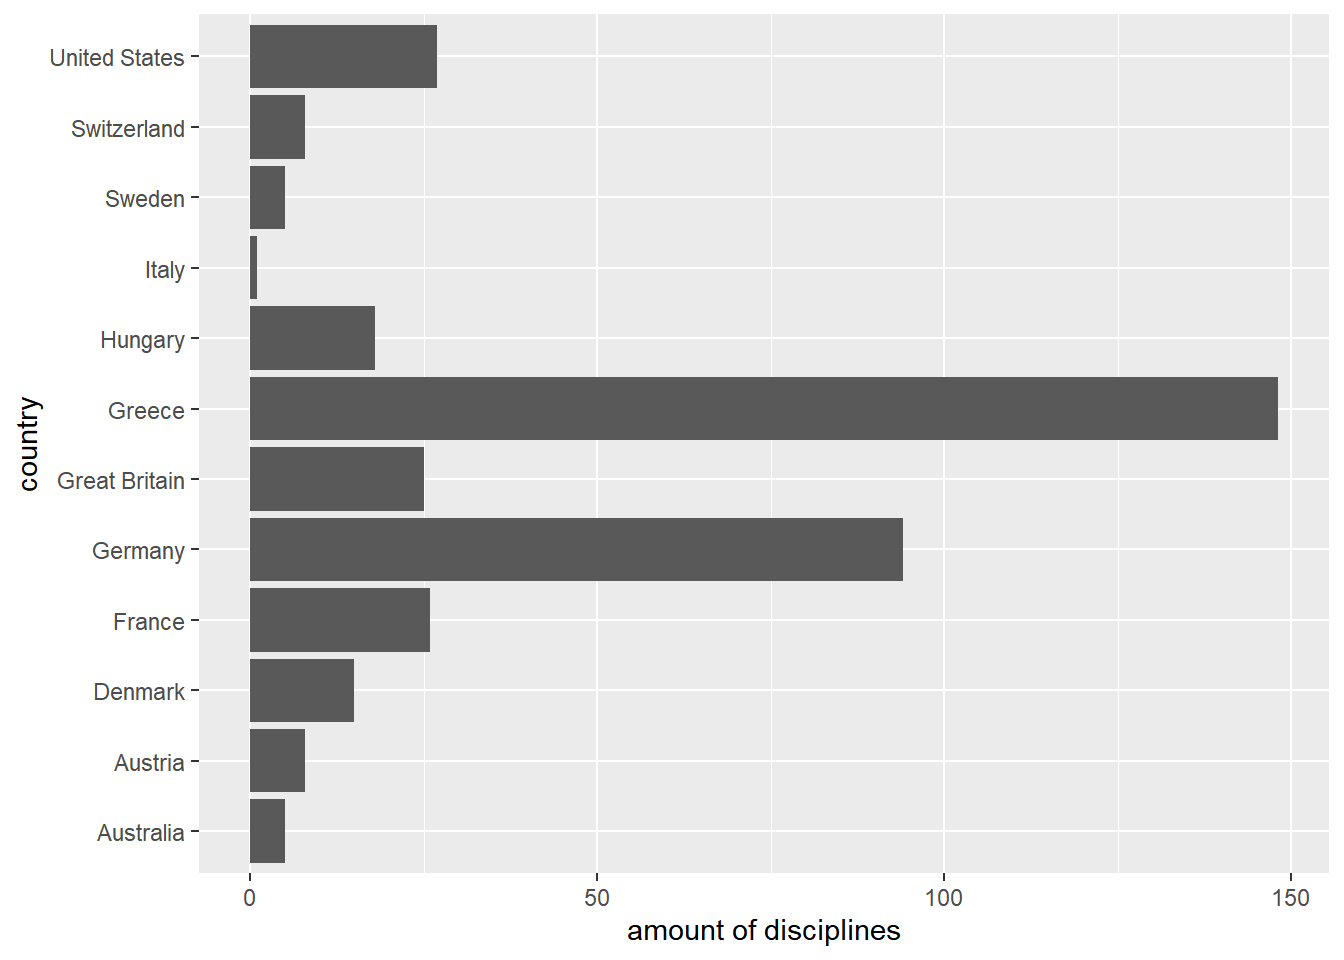 United States
Switzerland
Sweden
Italy
Hungary
Greece
Great Britain
Germany
France
Denmark
Austria
Australia
country
0 50 100 150
amount of disciplines